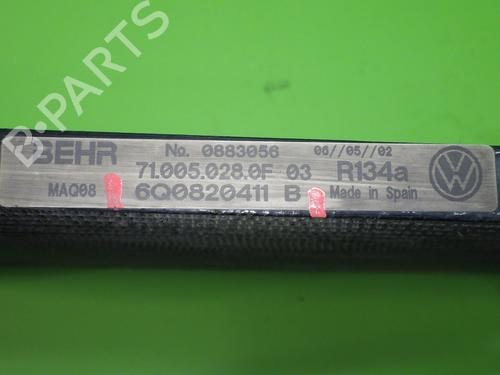 B-PARTS
BEHR No. 0883056 06//05//02
71.005.028.0F 03 R134a
MAQ08 6Q0820411 B Made in Spain